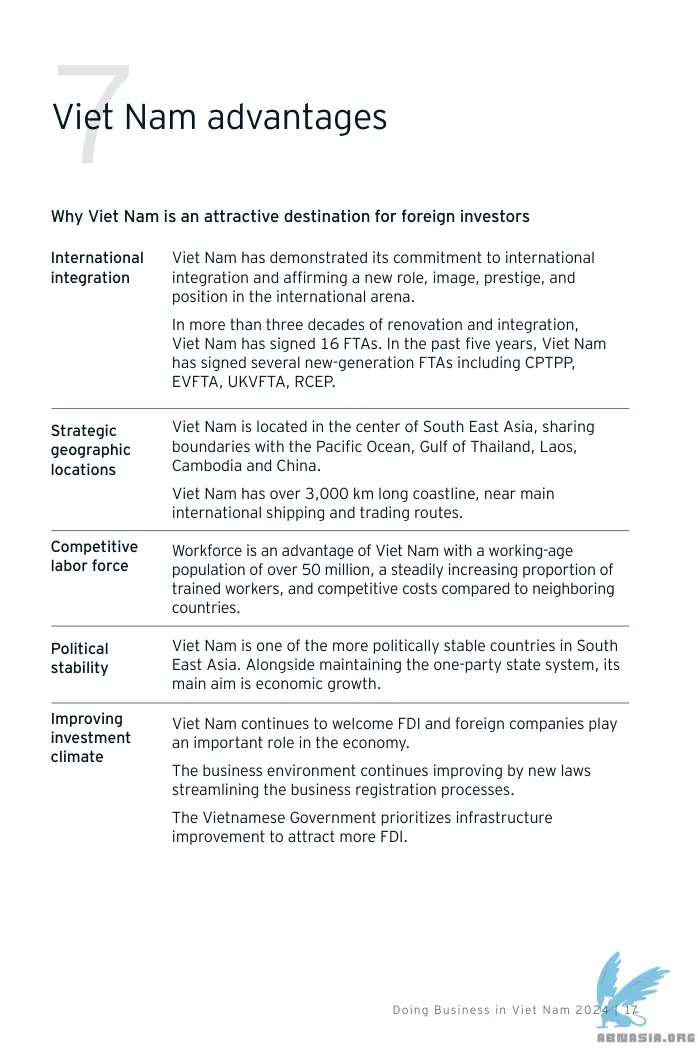 7
Viet Nam advantages
Why Viet Nam is an attractive destination for foreign investors
International
integration
Viet Nam has demonstrated its commitment to international
integration and affirming a new role, image, prestige, and
position in the international arena.
In more than three decades of renovation and integration,
Viet Nam has signed 16 FTAs. In the past five years, Viet Nam
has signed several new-generation FTAs including CPTPP,
EVFTA, UKVFTA, RCEP.
Strategic
geographic
locations
Viet Nam is located in the center of South East Asia, sharing
boundaries with the Pacific Ocean, Gulf of Thailand, Laos,
Cambodia and China.
Viet Nam has over 3,000 km long coastline, near main
international shipping and trading routes.
Competitive
labor force
Workforce is an advantage of Viet Nam with a working-age
population of over 50 million, a steadily increasing proportion of
trained workers, and competitive costs compared to neighboring
countries.
Political
stability
Viet Nam is one of the more politically stable countries in South
East Asia. Alongside maintaining the one-party state system, its
main aim is economic growth.
Improving
investment
climate
Viet Nam continues to welcome FDI and foreign companies play
an important role in the economy.
The business environment continues improving by new laws
streamlining the business registration processes.
The Vietnamese Government prioritizes infrastructure
improvement to attract more FDI.
Doing Business in Viet Nam 2024 | 17
ABNASIA.ORG